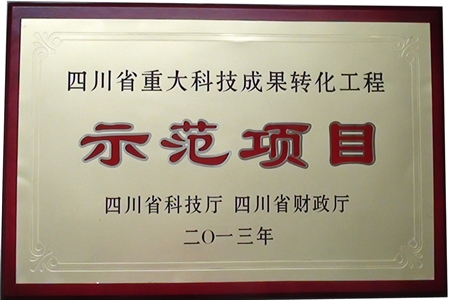 四川省重大科技成果转化工程
示范项目
四川省科技厅 四川省财政厅
二〇一三年